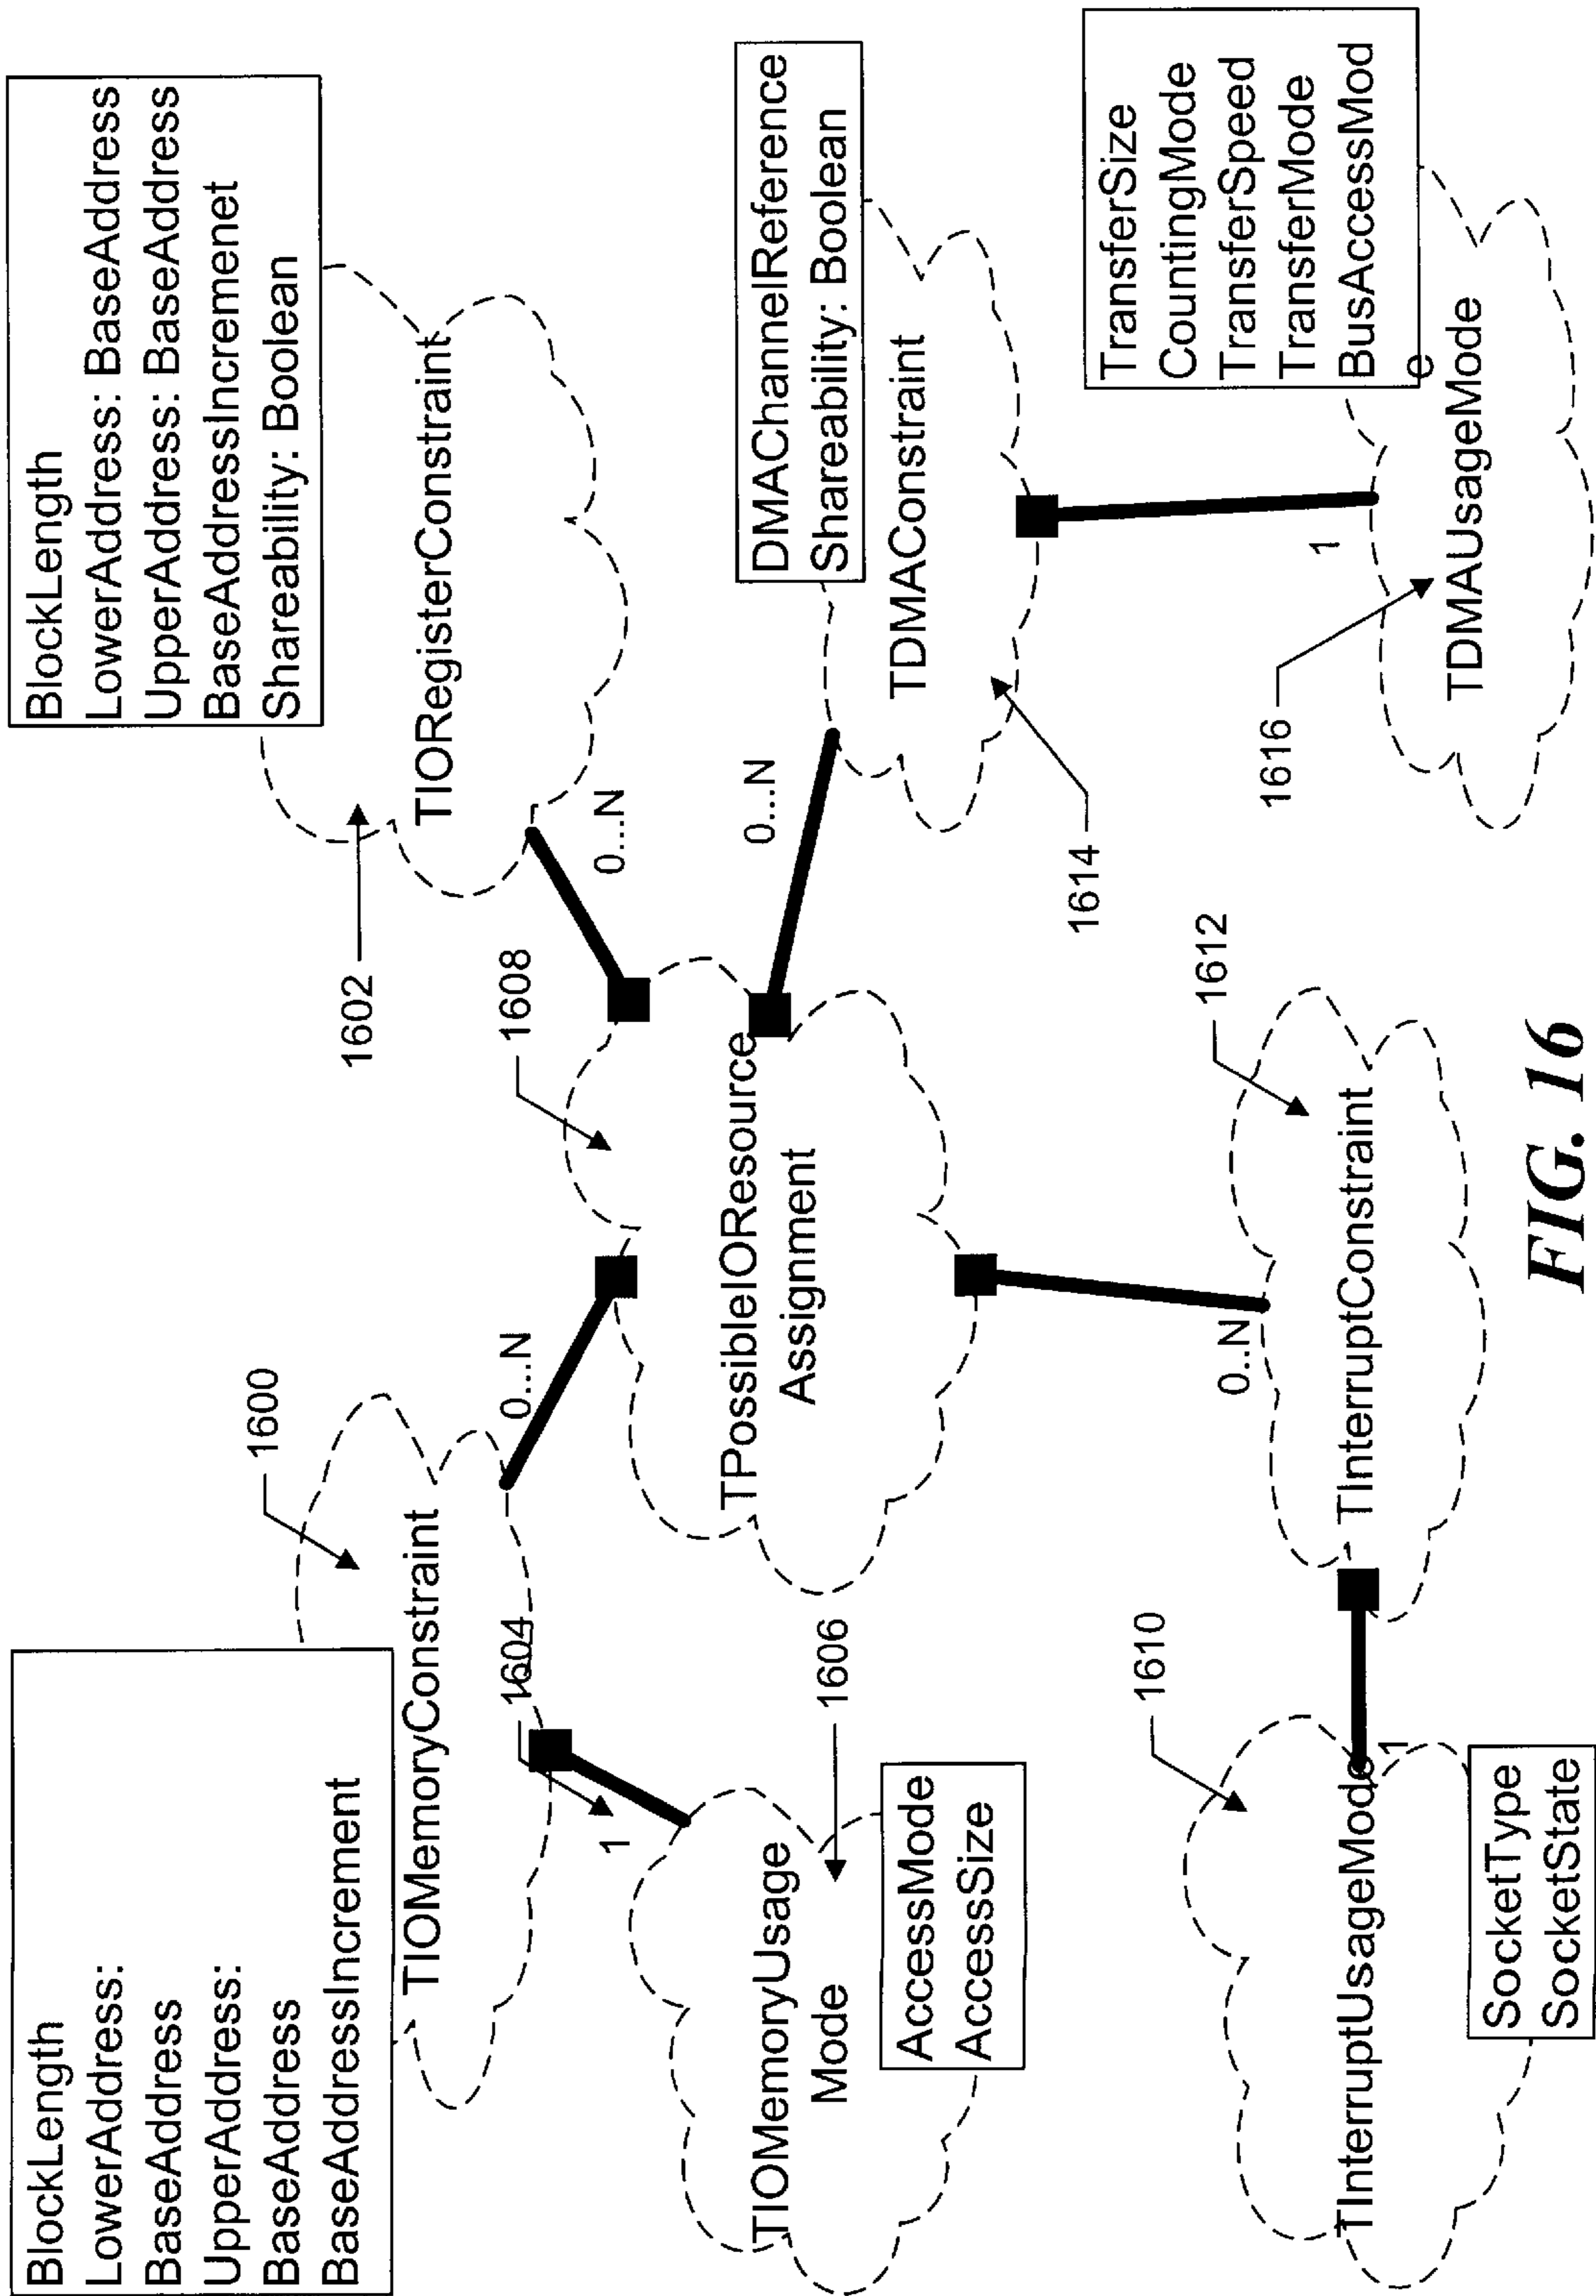 BlockLength
LowerAddress:
BaseAddress
UpperAddress:
BaseAddress
BaseAddressIncrement
1600
TIOMemoryConstraint
BlockLength
LowerAddress: BaseAddress
UpperAddress: BaseAddress
BaseAddressIncremenet
Shareability: Boolean
1602
TIORegisterConstraint
0...N
0...N
1604
1
TIOMemoryUsage
Mode
1606
AccessMode
AccessSize
1608
TPossibleIOResource
Assignment
0...N
DMAChannelReference
Shareability: Boolean
TDMAConstraint
1614
1610
TInterruptUsageMode
1
SocketType
SocketState
0...N
1612
TInterruptConstraint
TransferSize
CountingMode
TransferSpeed
TransferMode
BusAccessMod
e
1
1616
TDMAUsageMode
FIG. 16